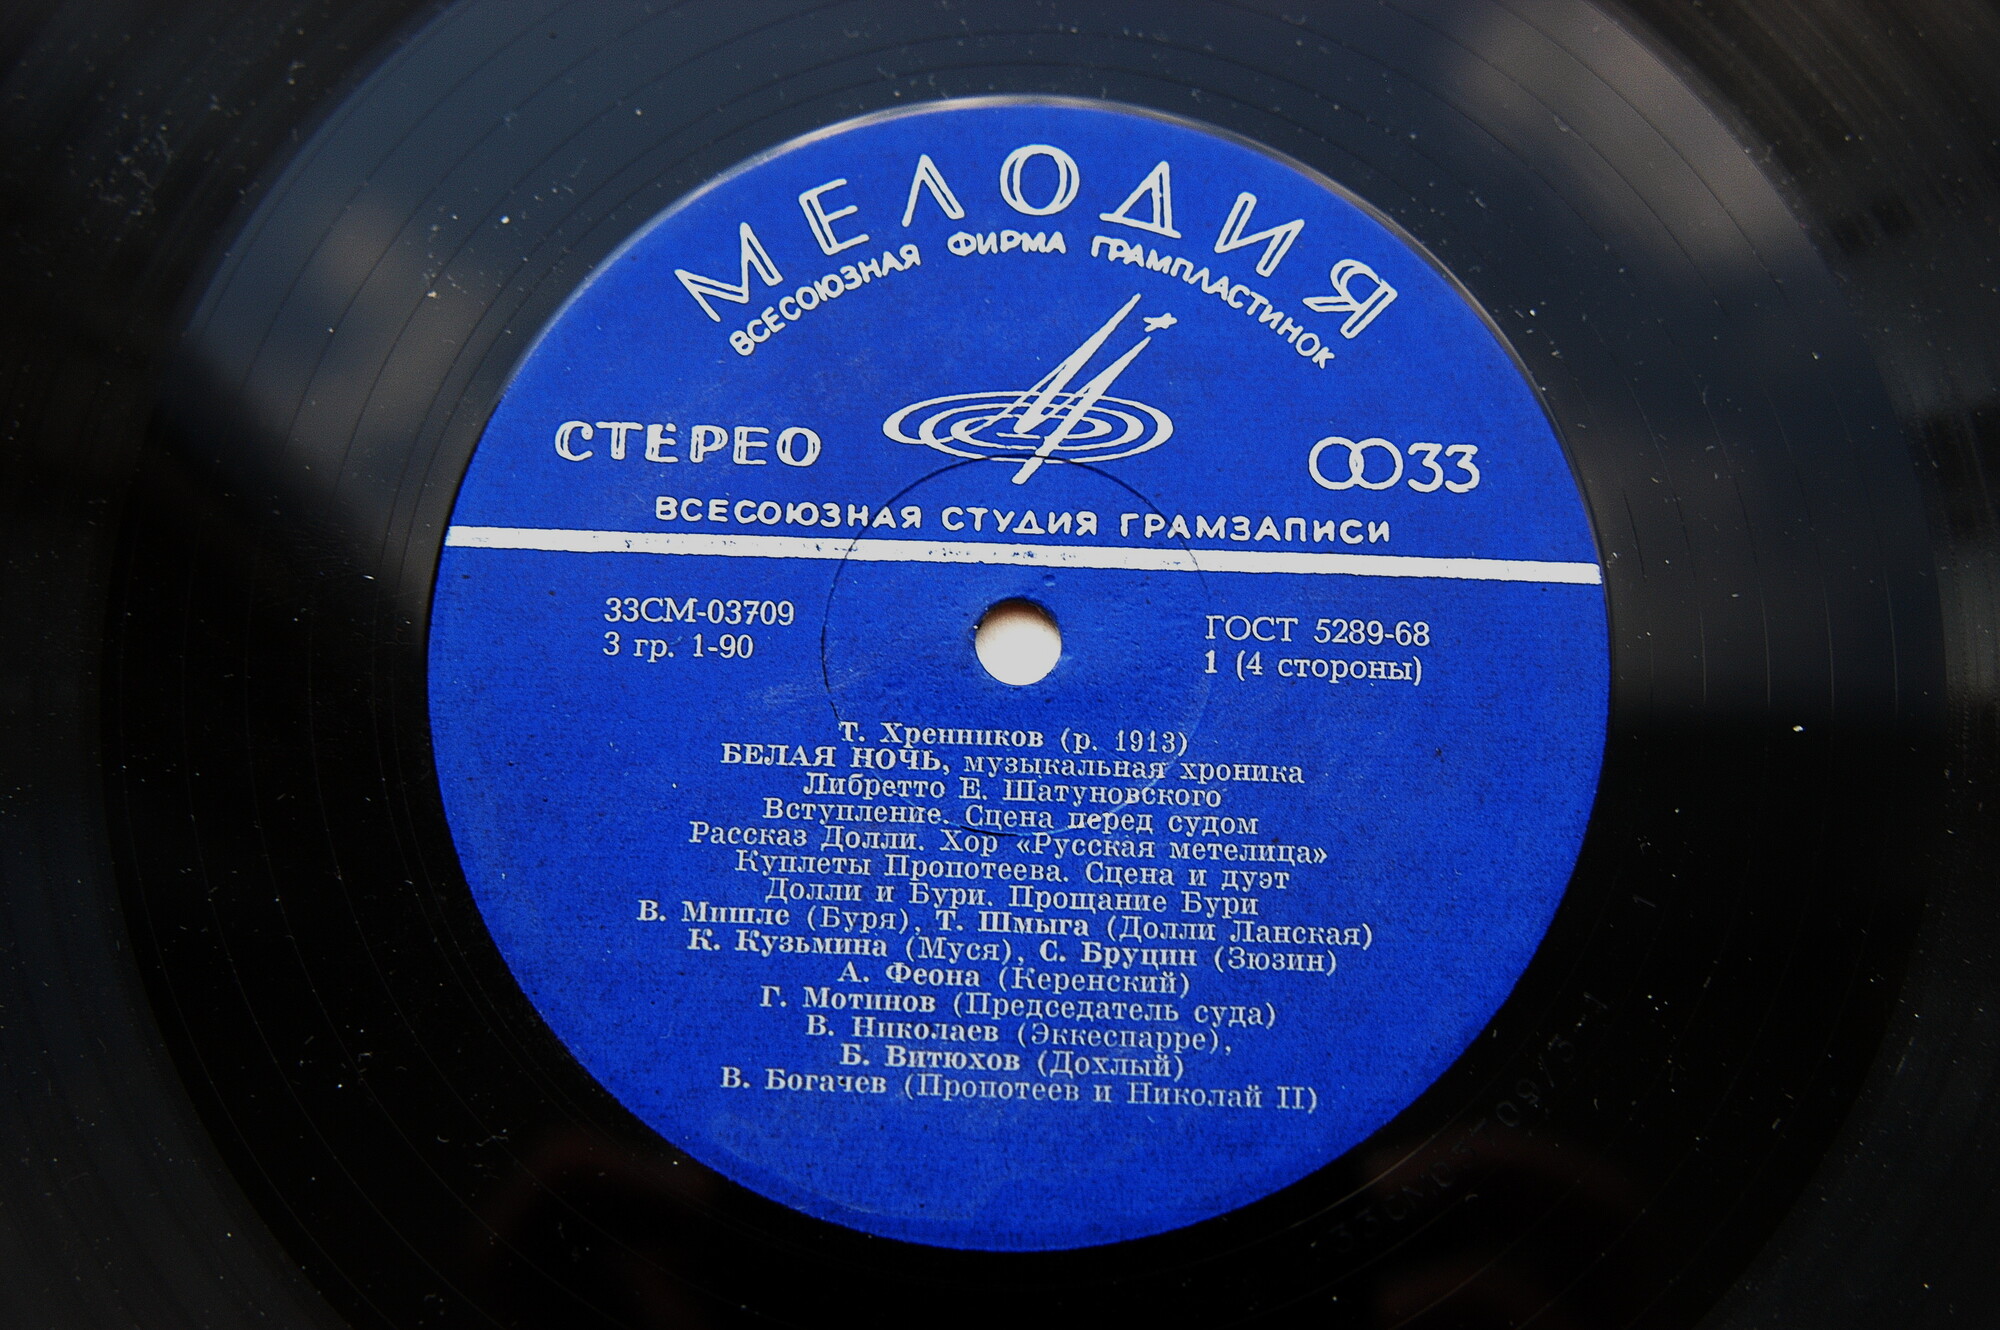 МЕЛОДИЯ
ВСЕСОЮЗНАЯ ФИРМА ГРАМПЛАСТИНОК
СТЕРЕО
33
ВСЕСОЮЗНАЯ СТУДИЯ ГРАМЗАПИСИ
33СМ-03709
ГОСТ 5289-68
3 гр. 1-90
1 (4 стороны)
Т. Хренников (р. 1913)
БЕЛАЯ НОЧЬ, музыкальная хроника
Либретто Е. Шатуновского
Вступление. Сцена перед судом
Рассказ Долли. Хор «Русская метелица»
Куплеты Пропотеева. Сцена и дуэт
Долли и Бури. Прощание Бури
В. Мишле (Буря), Т. Шмыга (Долли Ланская)
К. Кузьмина (Муся), С. Бруцин (Зюзин)
А. Феона (Керенский)
Г. Мотинов (Председатель суда)
В. Николаев (Эккеспарре),
Б. Витюхов (Дохлый)
В. Богачев (Пропотеев и Николай II)